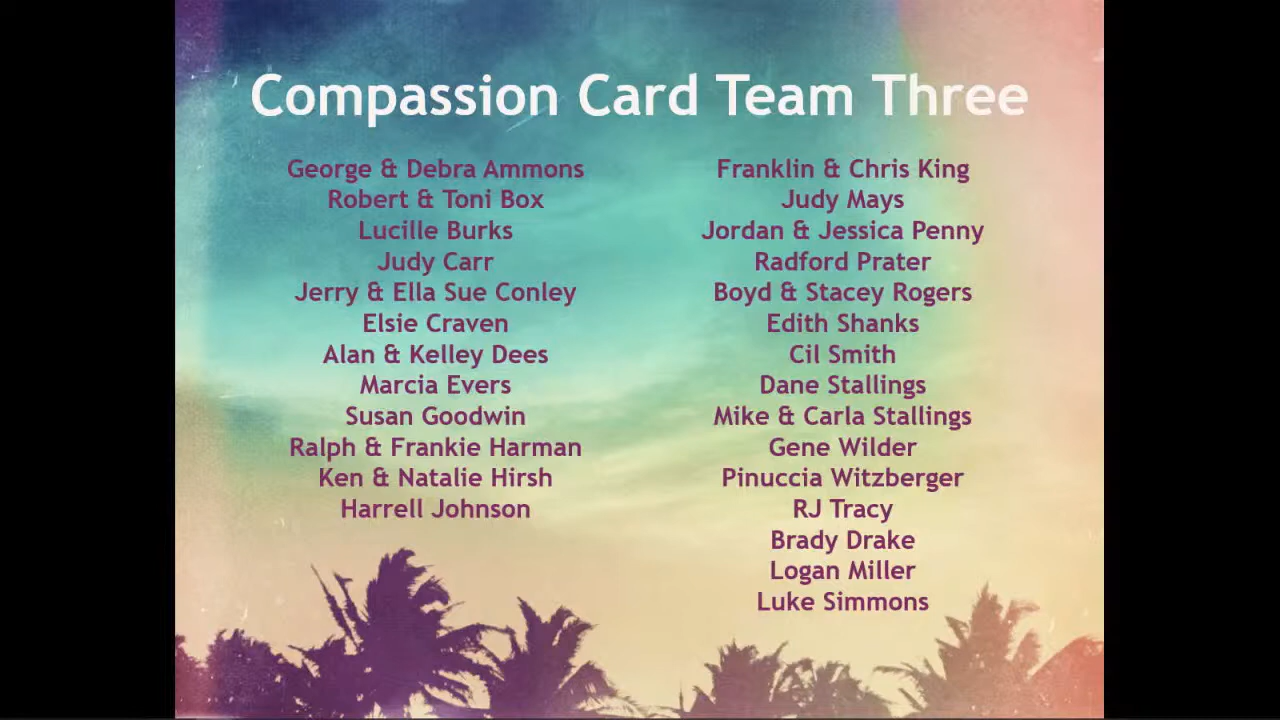 Compassion Card Team Three
George & Debra Ammons
Robert & Toni Box
Lucille Burks
Judy Carr
Jerry & Ella Sue Conley
Elsie Craven
Alan & Kelley Dees
Marcia Evers
Susan Goodwin
Ralph & Frankie Harman
Ken & Natalie Hirsh
Harrell Johnson
Franklin & Chris King
Judy Mays
Jordan & Jessica Penny
Radford Prater
Boyd & Stacey Rogers
Edith Shanks
Cil Smith
Dane Stallings
Mike & Carla Stallings
Gene Wilder
Pinuccia Witzberger
RJ Tracy
Brady Drake
Logan Miller
Luke Simmons